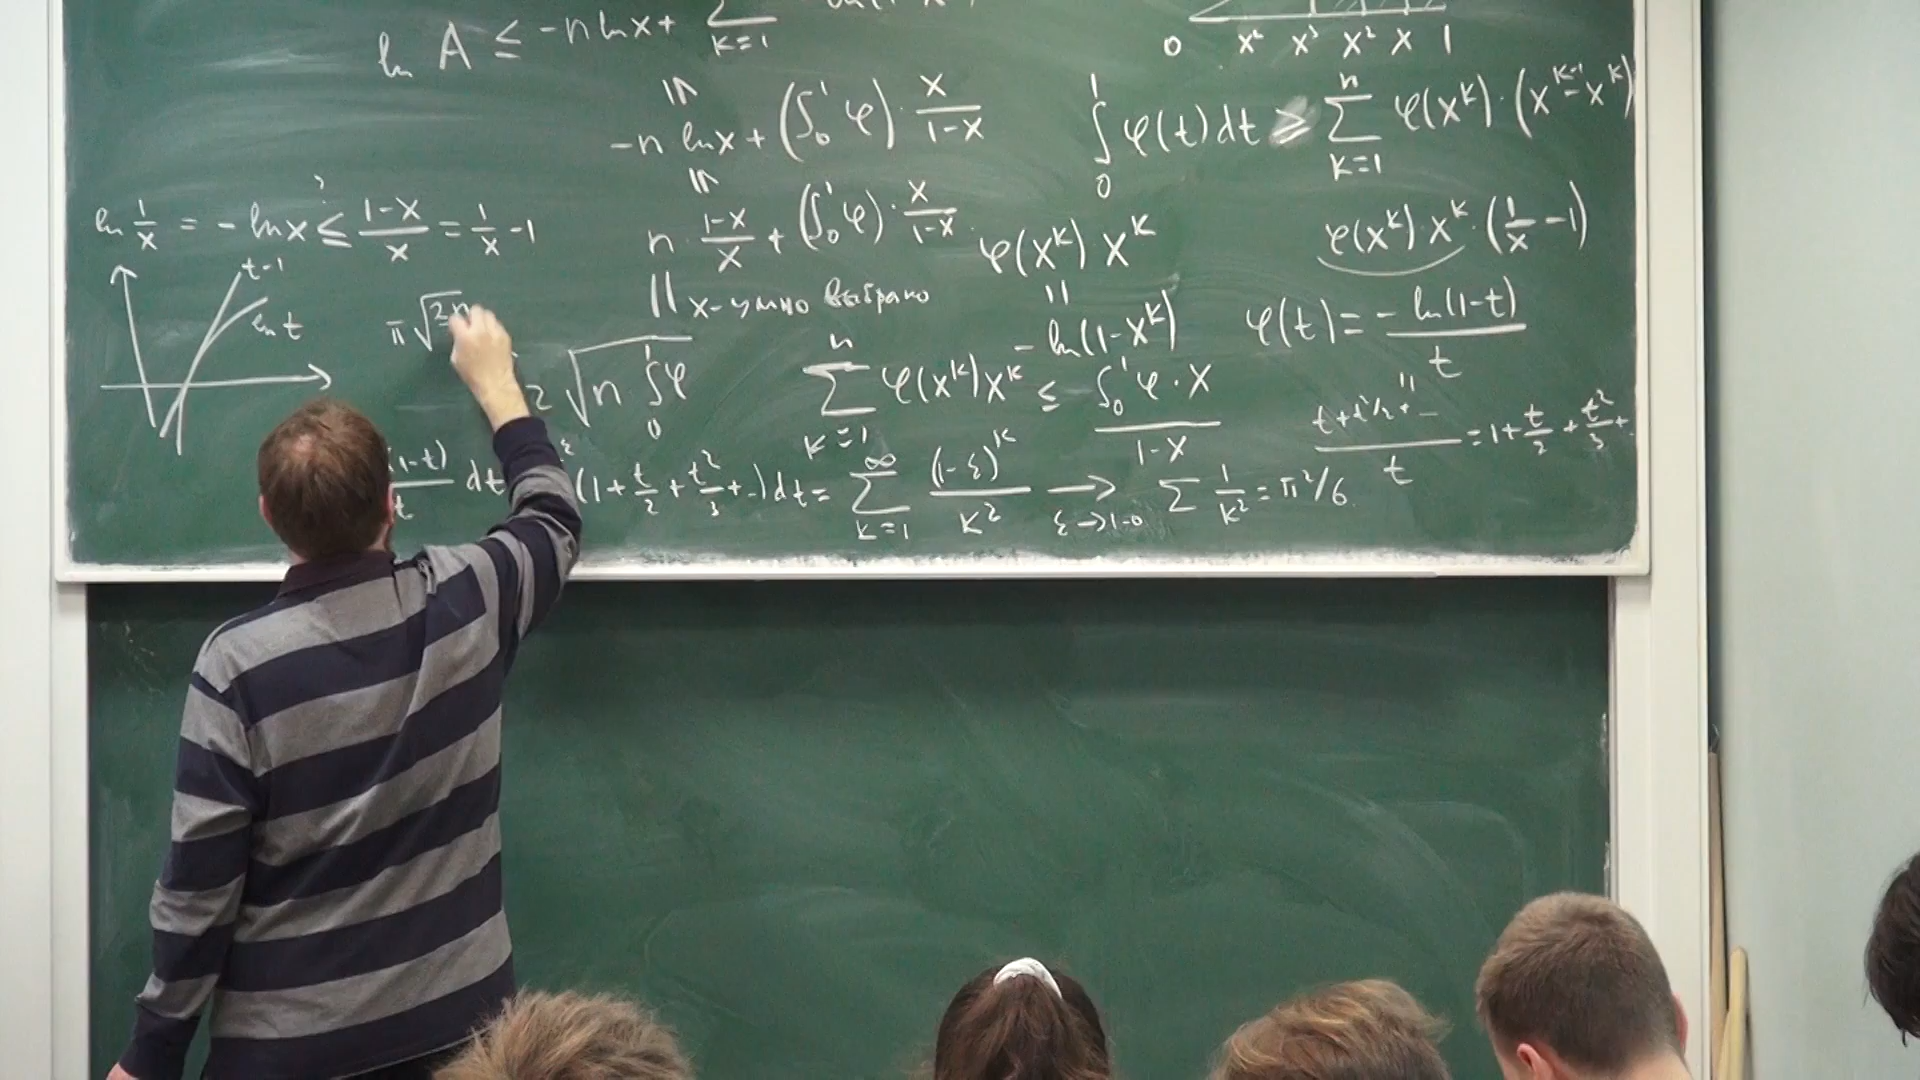 ln A ≤ -n ln x + ∑_{k=1}
0 x⁴ x³ x² x 1
-n ln x + (∫₀¹ φ) · x/(1-x)
∫₀¹ φ(t) dt ≥ ∑_{k=1}^{n} φ(x^k) · (x^{k-1} - x^k)
ln 1/x = - ln x ≤ (1-x)/x = 1/x - 1
n · (1-x)/x + (∫₀¹ φ) · x/(1-x)
φ(x^k) x^k
φ(x^k) · x^k · (1/x - 1)
t-1
ln t
π√2n
|| x - умно выбрано
||
- ln(1-x^k)
φ(t) = - ln(1-t)/t
2 √(n ∫₀¹ φ)
∑_{k=1}^{n} φ(x^k) x^k ≤ (∫₀¹ φ · x)/(1-x)
(t + t²/2 + --)/t = 1 + t/2 + t²/3 +
(1-t)/t dt
(1 + t/2 + t²/3 + --) dt = ∑_{k=1}^{∞} (1-ε)^k/k² → ε→1-0 ∑ 1/k² = π²/6